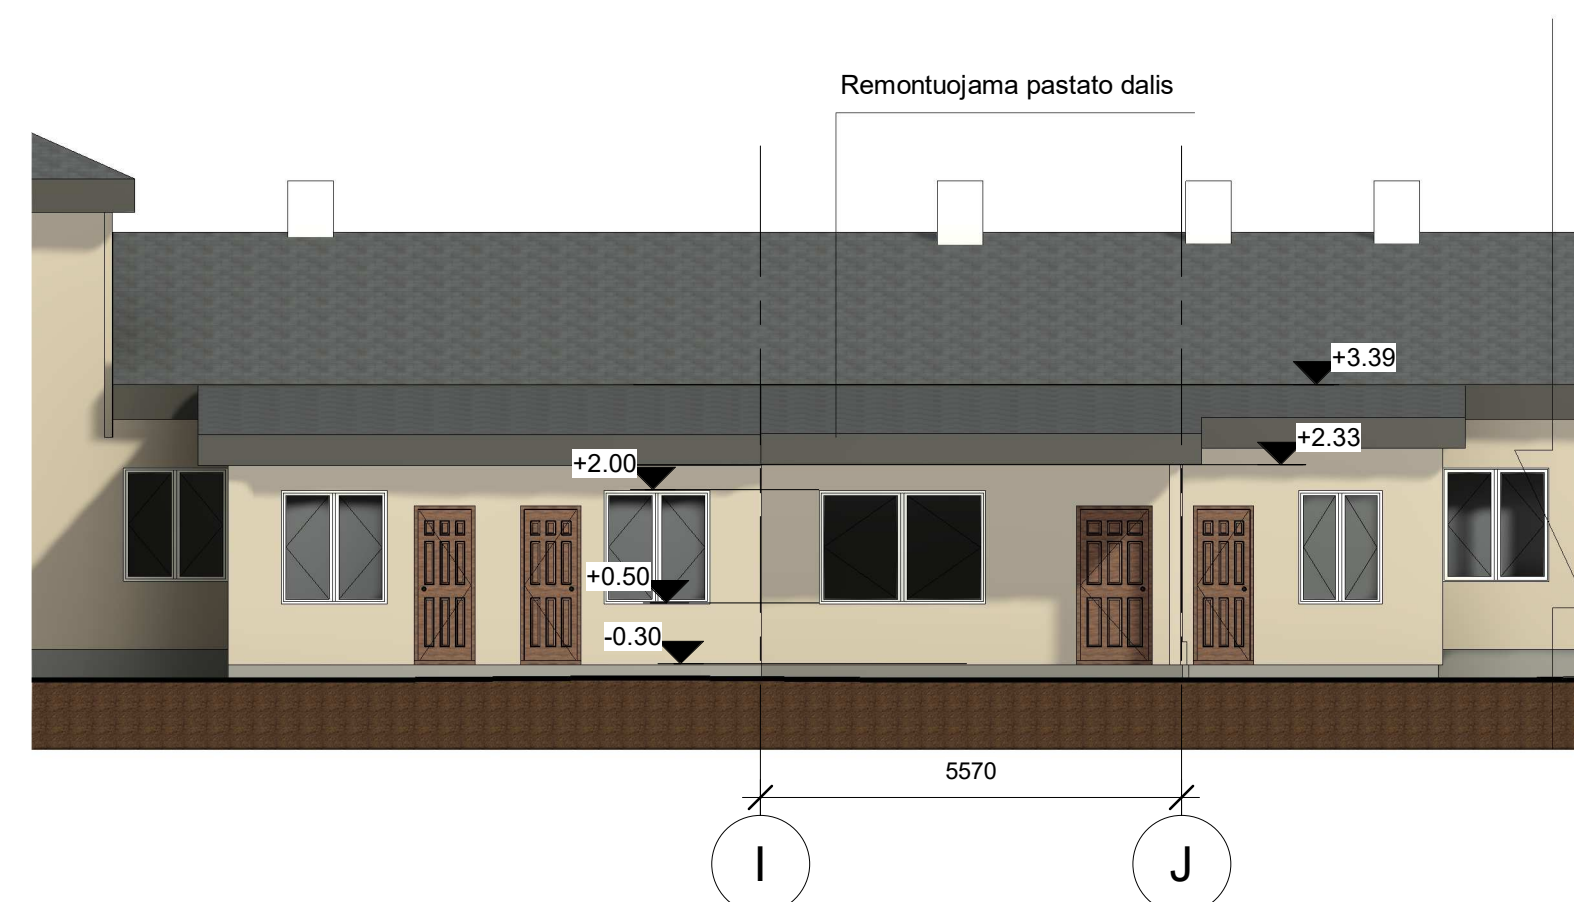 Remontuojama pastato dalis
+3.39
+2.33
+2.00
+0.50
-0.30
5570
I
J